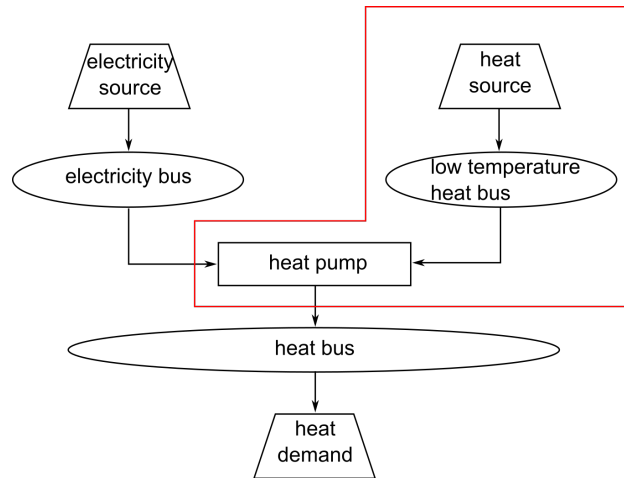 electricity
source
heat
source
electricity bus
low temperature
heat bus
heat pump
heat bus
heat
demand